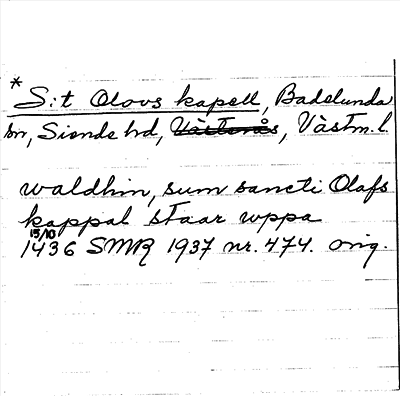 * S:t Olovs kapell, Badelunda
sn, Siende hd, Västerås, Västm. l.
waldhin, sum sancti Olafs
kappal staar uppa
15/10
1436 SMR 1937 nr. 474. orig.